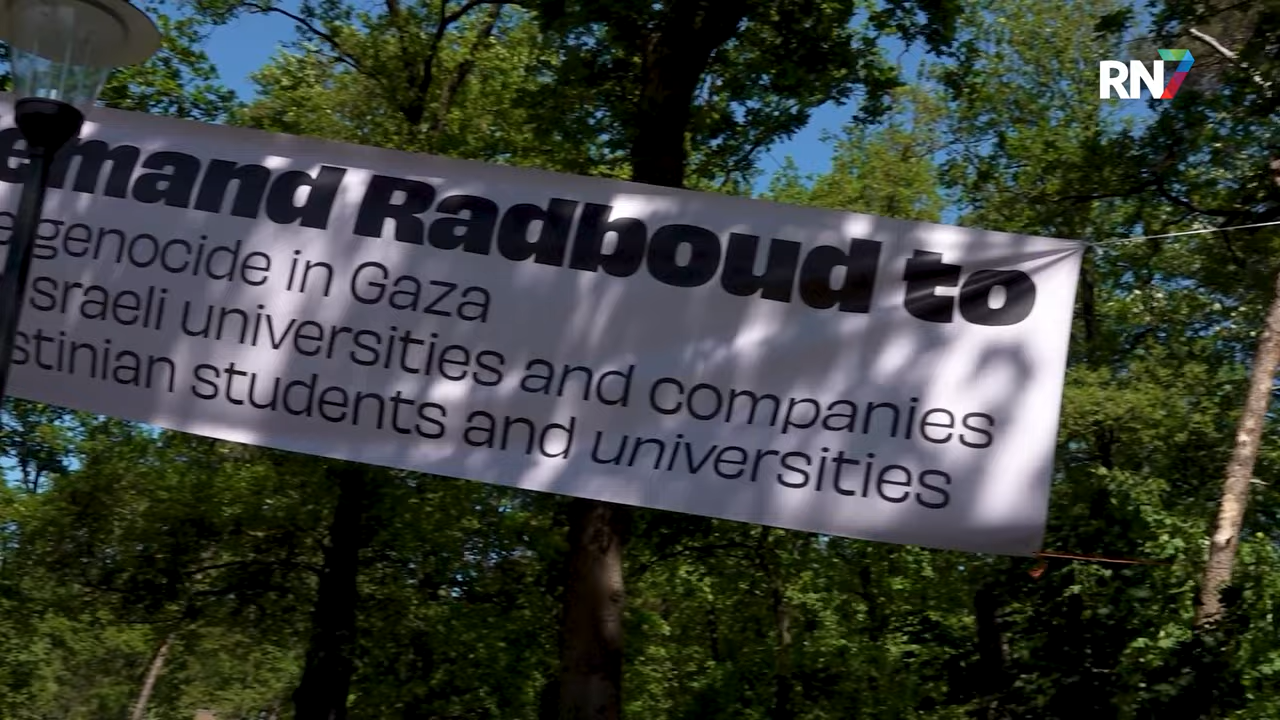 RN7
emand Radboud to
genocide in Gaza
sraeli universities and companies
stinian students and universities